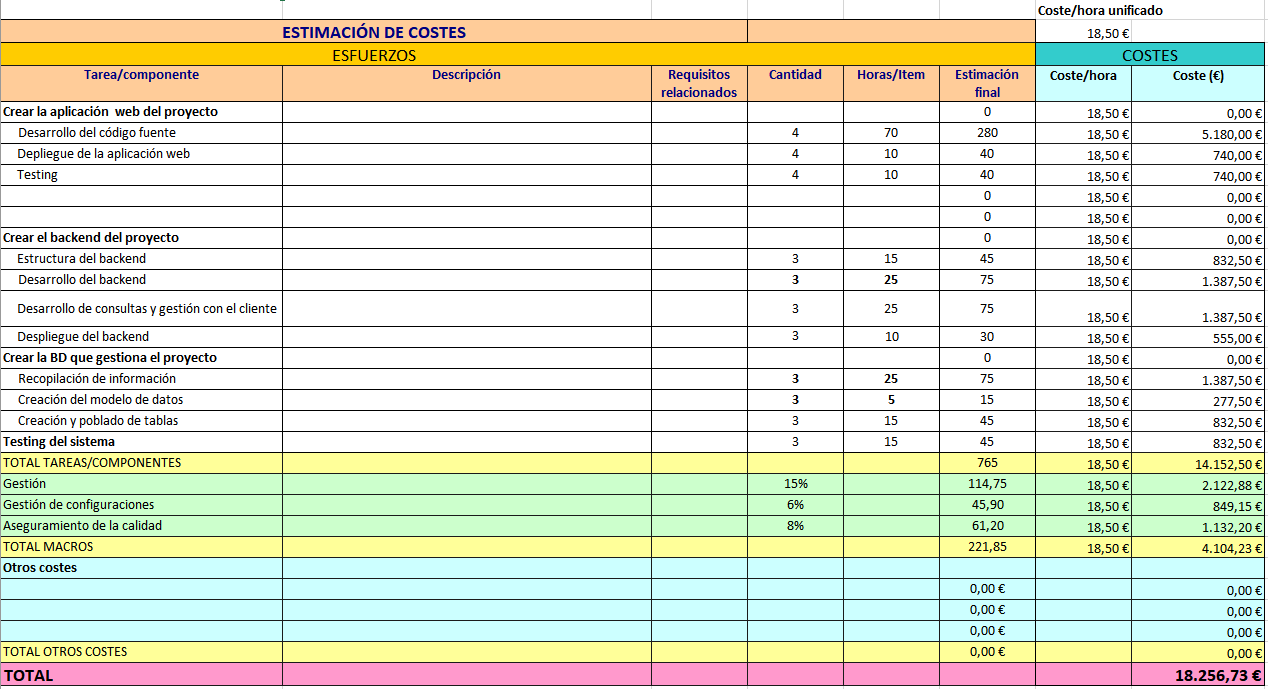 Coste/hora unificado
ESTIMACIÓN DE COSTES 18,50 €
ESFUERZOS COSTES
Tarea/componente Descripción Requisitos relacionados Cantidad Horas/Item Estimación final Coste/hora Coste (€)
Crear la aplicación web del proyecto 0 18,50 € 0,00 €
Desarrollo del código fuente 4 70 280 18,50 € 5.180,00 €
Depliegue de la aplicación web 4 10 40 18,50 € 740,00 €
Testing 4 10 40 18,50 € 740,00 €
0 18,50 € 0,00 €
0 18,50 € 0,00 €
Crear el backend del proyecto 0 18,50 € 0,00 €
Estructura del backend 3 15 45 18,50 € 832,50 €
Desarrollo del backend 3 25 75 18,50 € 1.387,50 €
Desarrollo de consultas y gestión con el cliente 3 25 75 18,50 € 1.387,50 €
Despliegue del backend 3 10 30 18,50 € 555,00 €
Crear la BD que gestiona el proyecto 0 18,50 € 0,00 €
Recopilación de información 3 25 75 18,50 € 1.387,50 €
Creación del modelo de datos 3 5 15 18,50 € 277,50 €
Creación y poblado de tablas 3 15 45 18,50 € 832,50 €
Testing del sistema 3 15 45 18,50 € 832,50 €
TOTAL TAREAS/COMPONENTES 765 18,50 € 14.152,50 €
Gestión 15% 114,75 18,50 € 2.122,88 €
Gestión de configuraciones 6% 45,90 18,50 € 849,15 €
Aseguramiento de la calidad 8% 61,20 18,50 € 1.132,20 €
TOTAL MACROS 221,85 18,50 € 4.104,23 €
Otros costes
0,00 € 0,00 €
0,00 € 0,00 €
0,00 € 0,00 €
TOTAL OTROS COSTES 0,00 € 0,00 €
TOTAL 18.256,73 €